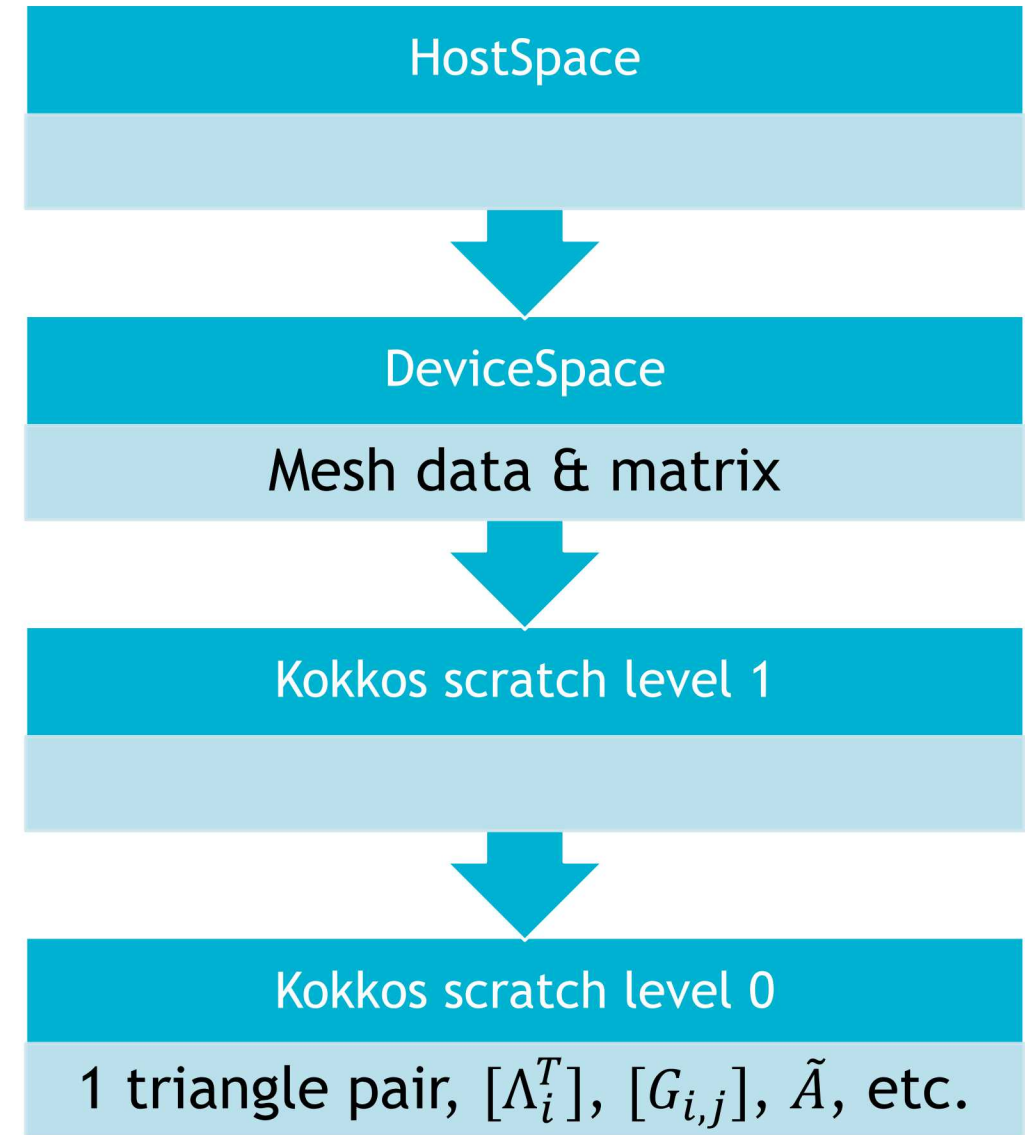 HostSpace
DeviceSpace
Mesh data & matrix
Kokkos scratch level 1
Kokkos scratch level 0
1 triangle pair, [Λ_i^T], [G_{i,j}], Ã, etc.